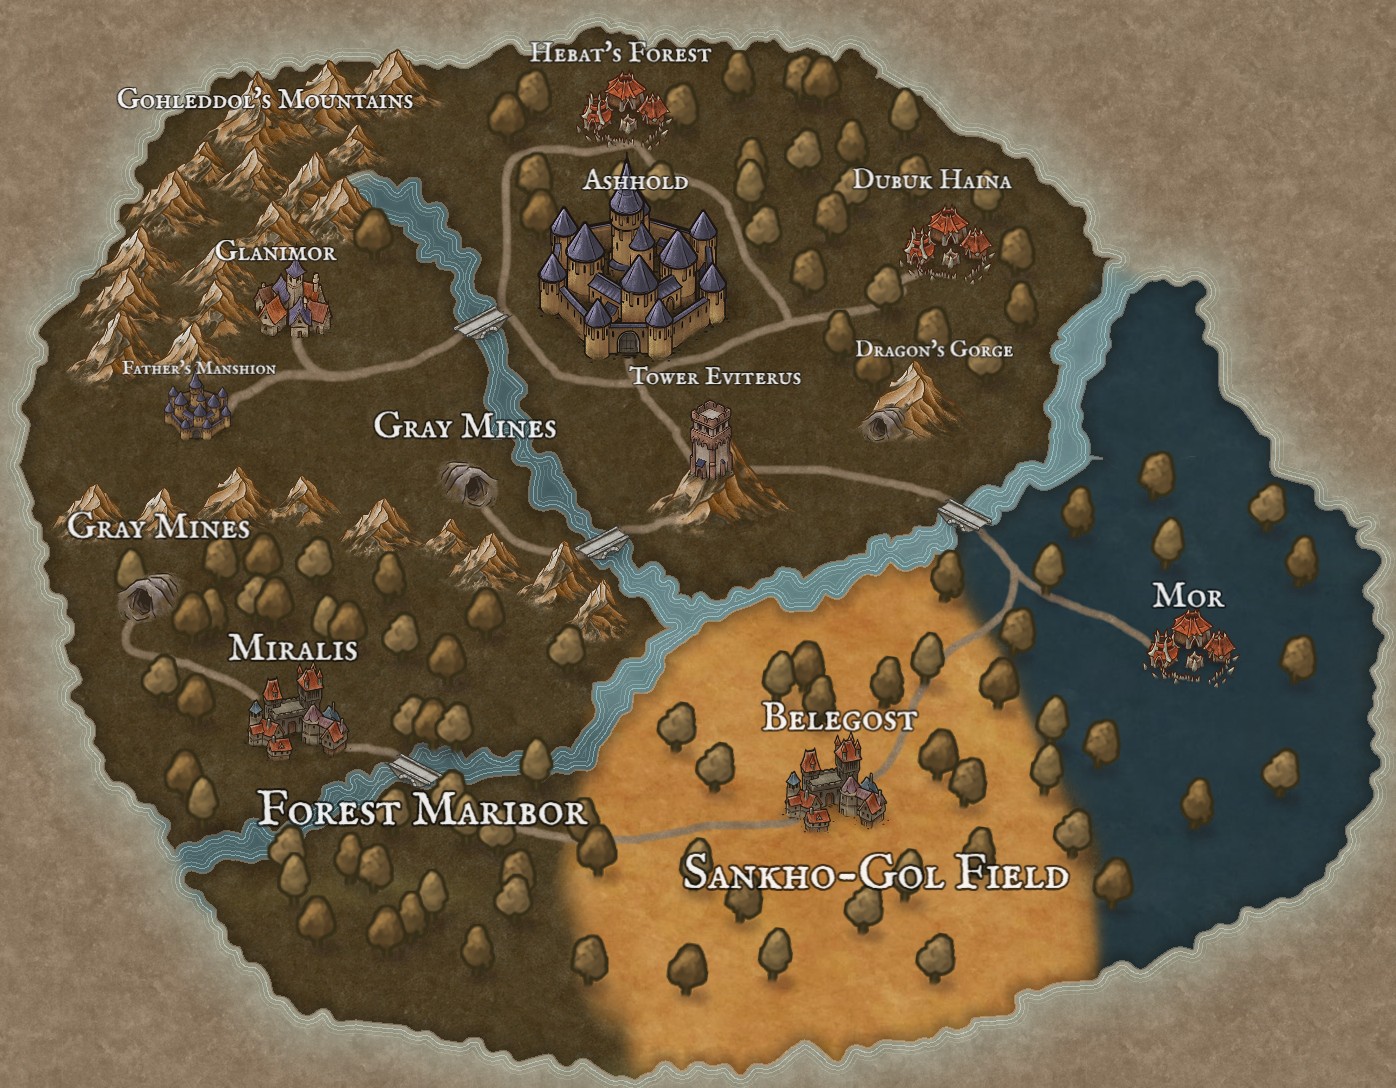 Hebat's Forest
Gohleddol's Mountains
Ashhold
Dubuk Haina
Glanimor
Dragon's Gorge
Father's Manshion
Tower Eviterus
Gray Mines
Gray Mines
Mor
Miralis
Belegost
Forest Maribor
Sankho-Gol Field